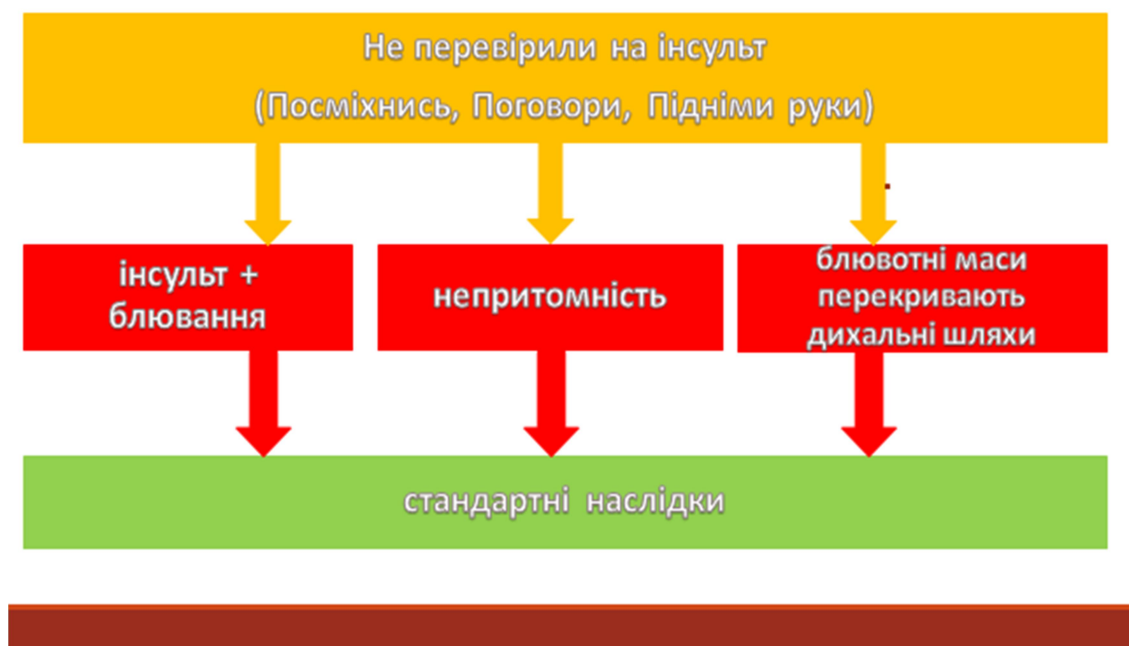 Не перевірили на інсульт
(Посміхнись, Поговори, Підніми руки)
інсульт +
блювання
непритомність
блювотні маси
перекривають
дихальні шляхи
стандартні наслідки